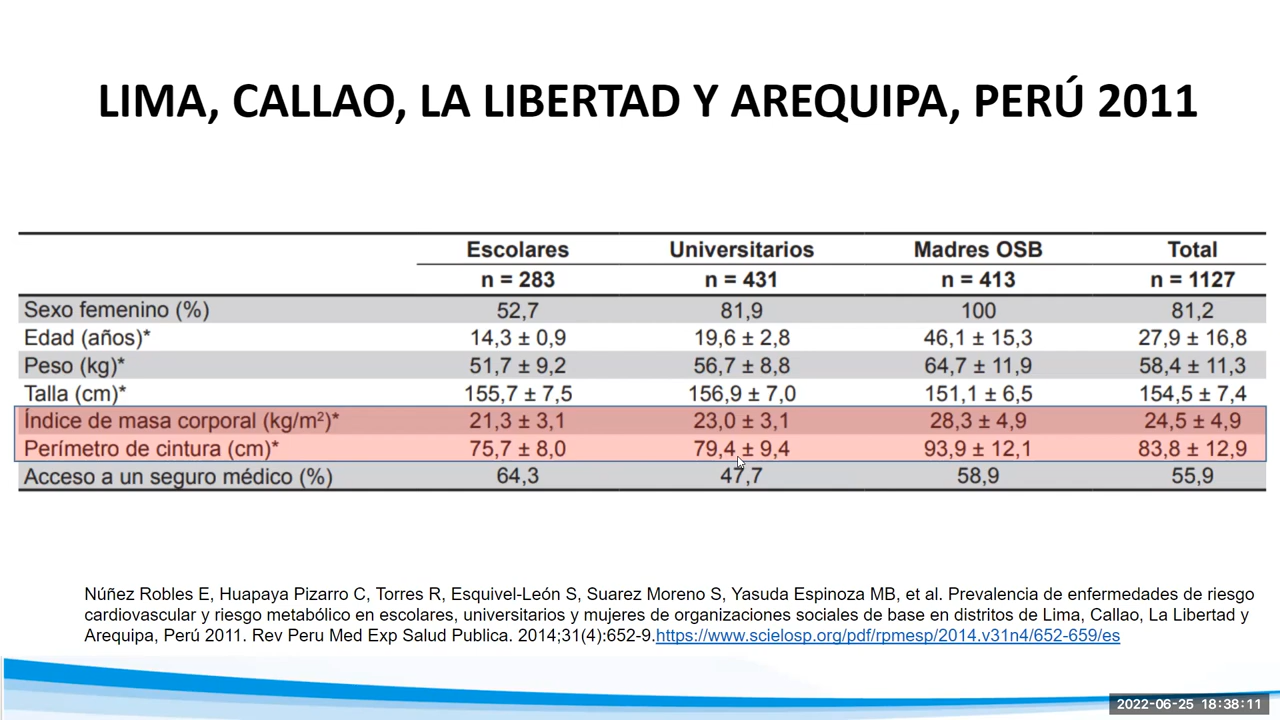 LIMA, CALLAO, LA LIBERTAD Y AREQUIPA, PERÚ 2011
Escolares Universitarios Madres OSB Total
n = 283 n = 431 n = 413 n = 1127
Sexo femenino (%) 52,7 81,9 100 81,2
Edad (años)* 14,3 ± 0,9 19,6 ± 2,8 46,1 ± 15,3 27,9 ± 16,8
Peso (kg)* 51,7 ± 9,2 56,7 ± 8,8 64,7 ± 11,9 58,4 ± 11,3
Talla (cm)* 155,7 ± 7,5 156,9 ± 7,0 151,1 ± 6,5 154,5 ± 7,4
Índice de masa corporal (kg/m²)* 21,3 ± 3,1 23,0 ± 3,1 28,3 ± 4,9 24,5 ± 4,9
Perímetro de cintura (cm)* 75,7 ± 8,0 79,4 ± 9,4 93,9 ± 12,1 83,8 ± 12,9
Acceso a un seguro médico (%) 64,3 47,7 58,9 55,9
Núñez Robles E, Huapaya Pizarro C, Torres R, Esquivel-León S, Suarez Moreno S, Yasuda Espinoza MB, et al. Prevalencia de enfermedades de riesgo
cardiovascular y riesgo metabólico en escolares, universitarios y mujeres de organizaciones sociales de base en distritos de Lima, Callao, La Libertad y
Arequipa, Perú 2011. Rev Peru Med Exp Salud Publica. 2014;31(4):652-9.https://www.scielosp.org/pdf/rpmesp/2014.v31n4/652-659/es
2022-06-25 18:38:11